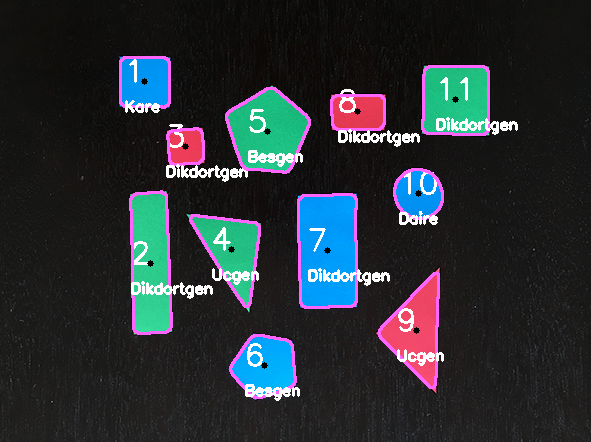 1
Kare
3
Dikdortgen
5
Besgen
8
Dikdortgen
11
Dikdortgen
10
Daire
2
Dikdortgen
4
Ucgen
7
Dikdortgen
9
Ucgen
6
Besgen